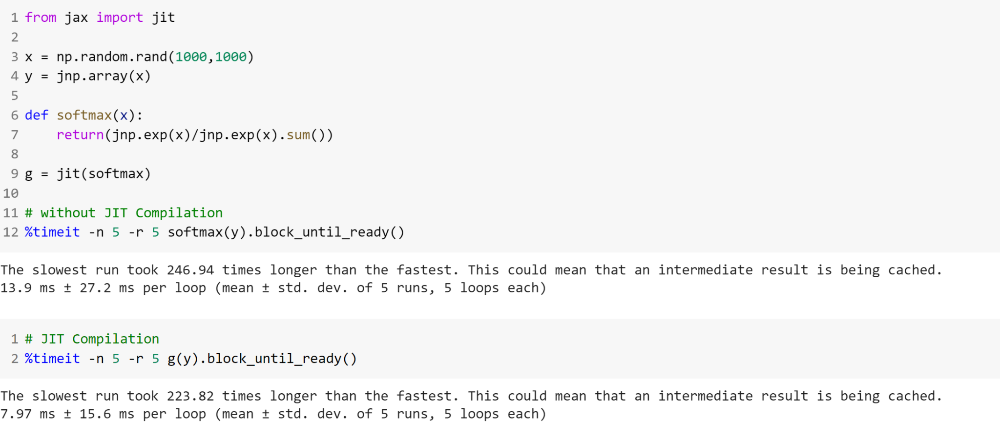 1 from jax import jit
2
3 x = np.random.rand(1000,1000)
4 y = jnp.array(x)
5
6 def softmax(x):
7     return(jnp.exp(x)/jnp.exp(x).sum())
8
9 g = jit(softmax)
10
11 # without JIT Compilation
12 %timeit -n 5 -r 5 softmax(y).block_until_ready()
The slowest run took 246.94 times longer than the fastest. This could mean that an intermediate result is being cached.
13.9 ms ± 27.2 ms per loop (mean ± std. dev. of 5 runs, 5 loops each)
1 # JIT Compilation
2 %timeit -n 5 -r 5 g(y).block_until_ready()
The slowest run took 223.82 times longer than the fastest. This could mean that an intermediate result is being cached.
7.97 ms ± 15.6 ms per loop (mean ± std. dev. of 5 runs, 5 loops each)